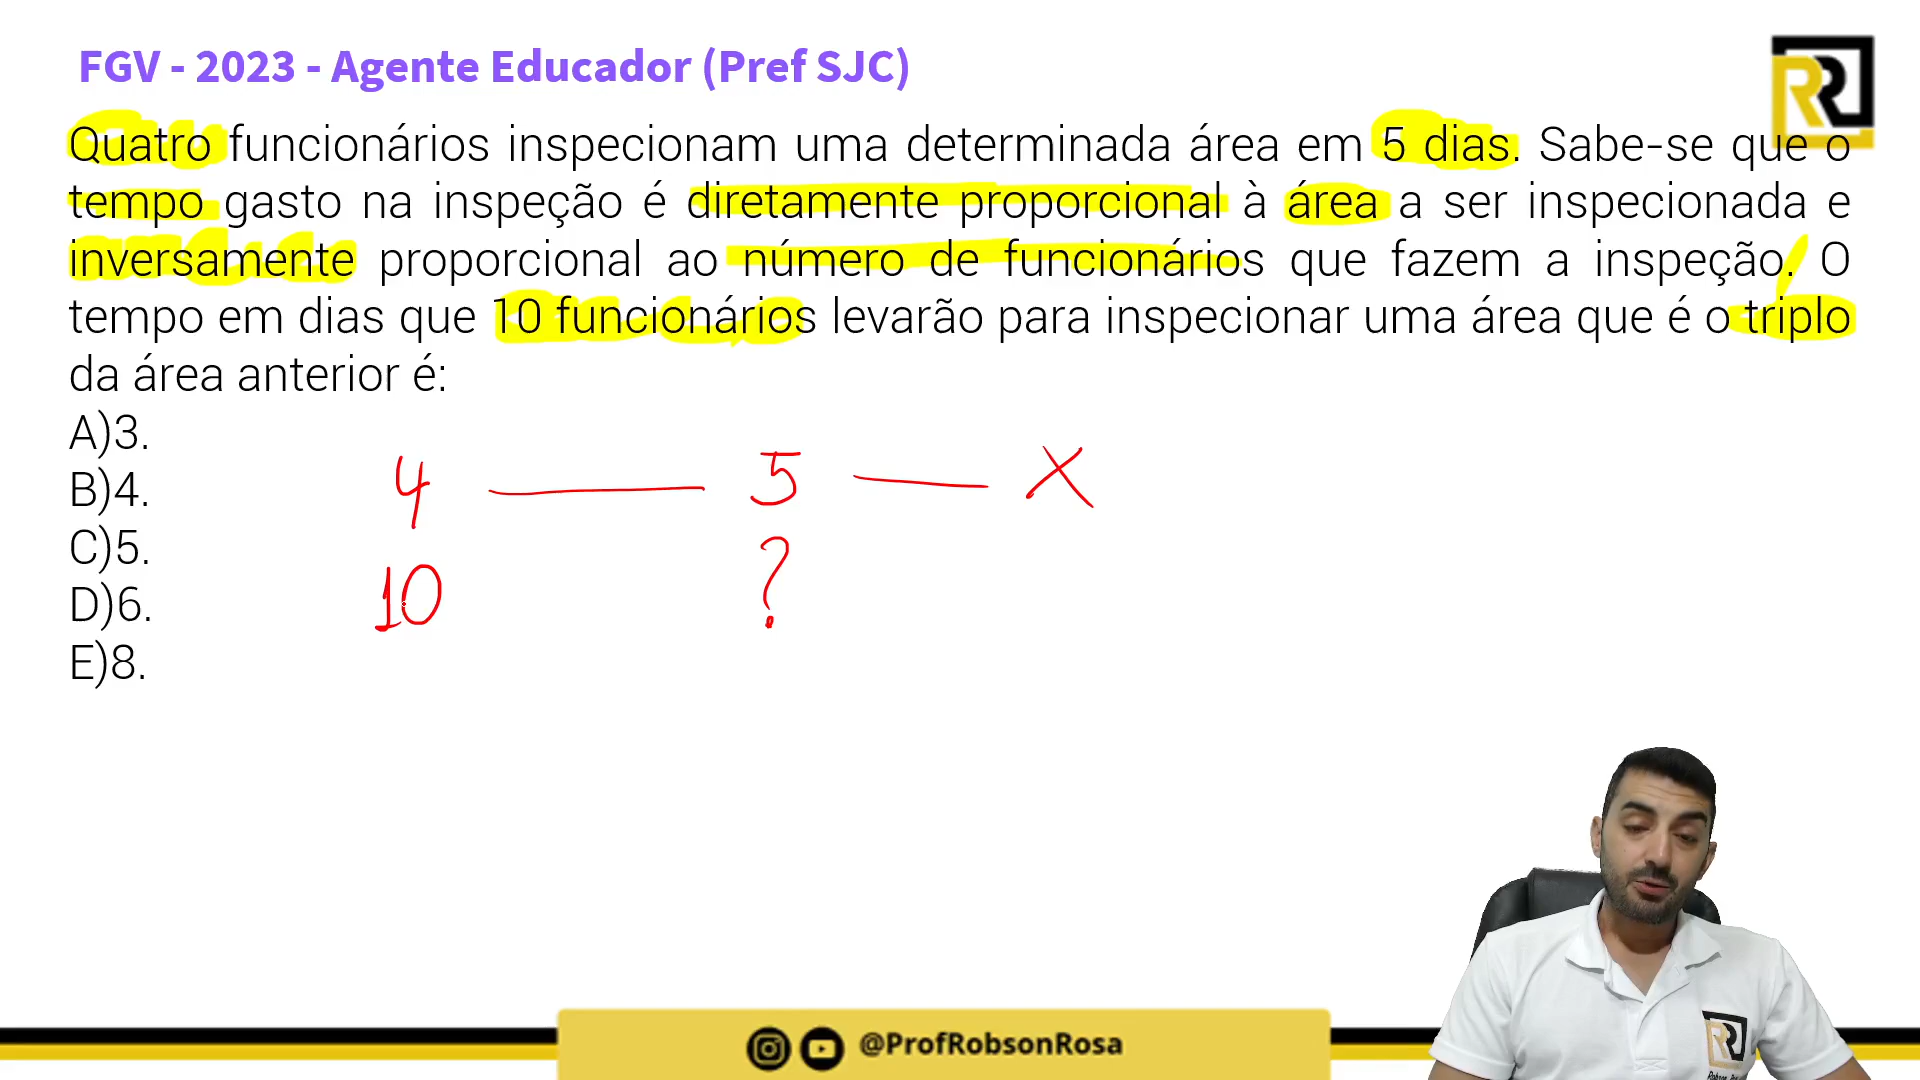 FGV - 2023 - Agente Educador (Pref SJC)
Quatro funcionários inspecionam uma determinada área em 5 dias. Sabe-se que o
tempo gasto na inspeção é diretamente proporcional à área a ser inspecionada e
inversamente proporcional ao número de funcionários que fazem a inspeção. O
tempo em dias que 10 funcionários levarão para inspecionar uma área que é o triplo
da área anterior é:
A)3.
B)4.
C)5.
D)6.
E)8.
4 — 5 — X
10 ?
@ProfRobsonRosa